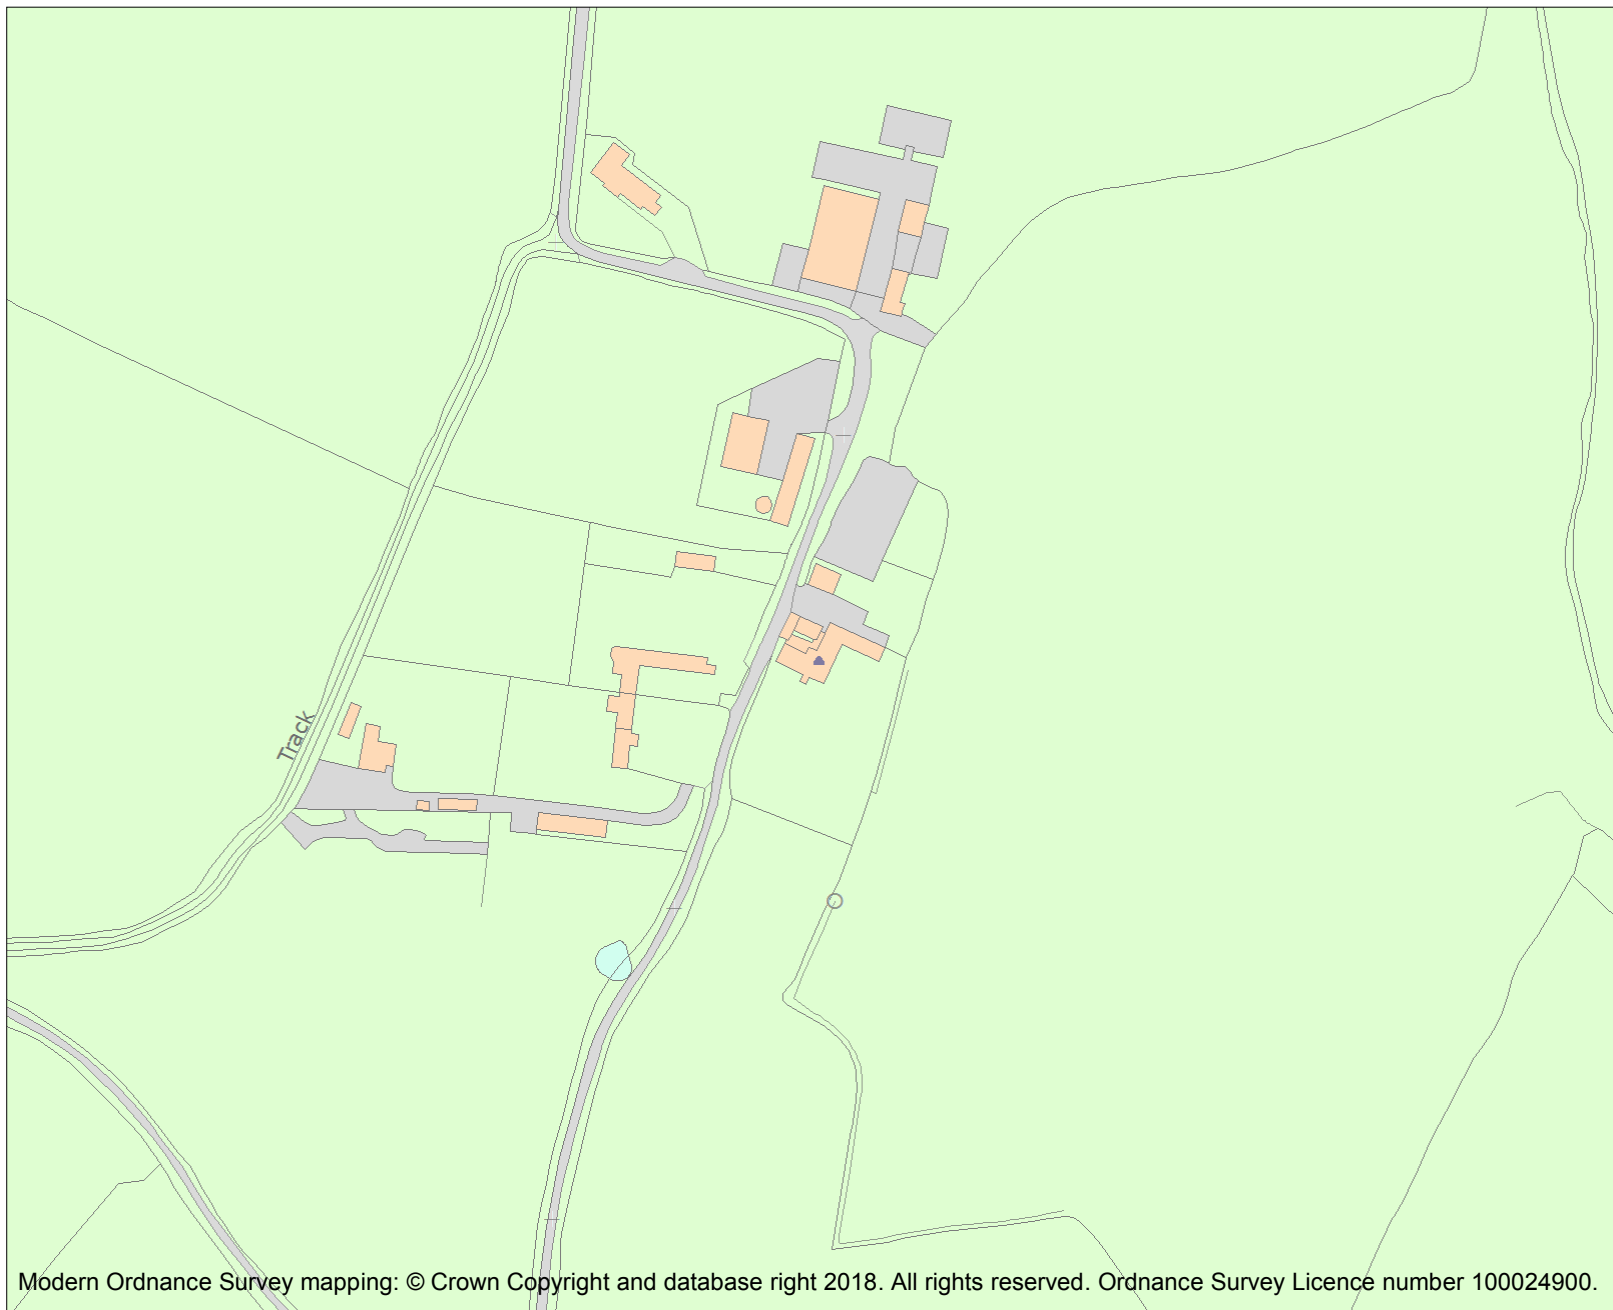 Track
Modern Ordnance Survey mapping: © Crown Copyright and database right 2018. All rights reserved. Ordnance Survey Licence number 100024900.